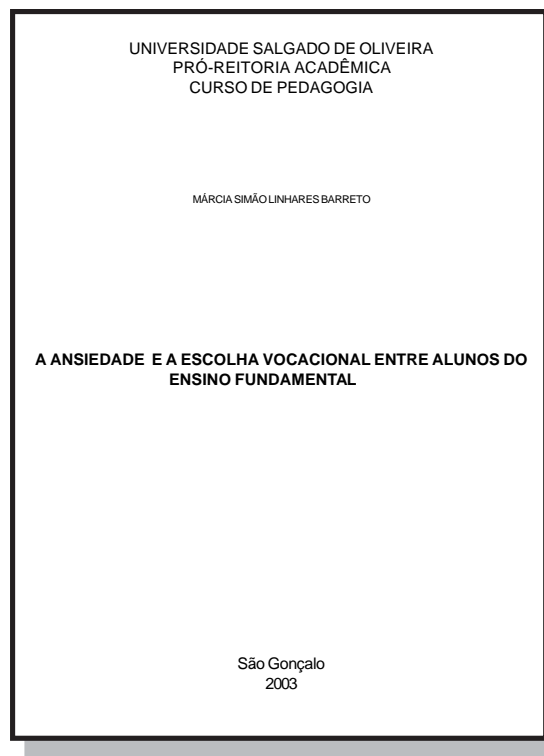 UNIVERSIDADE SALGADO DE OLIVEIRA
PRÓ-REITORIA ACADÊMICA
CURSO DE PEDAGOGIA
MÁRCIA SIMÃO LINHARES BARRETO
A ANSIEDADE E A ESCOLHA VOCACIONAL ENTRE ALUNOS DO
ENSINO FUNDAMENTAL
São Gonçalo
2003